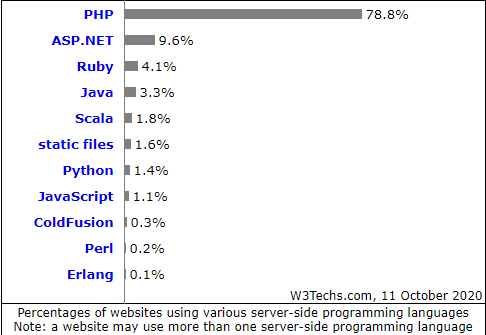 PHP 78.8%
ASP.NET 9.6%
Ruby 4.1%
Java 3.3%
Scala 1.8%
static files 1.6%
Python 1.4%
JavaScript 1.1%
ColdFusion 0.3%
Perl 0.2%
Erlang 0.1%
W3Techs.com, 11 October 2020
Percentages of websites using various server-side programming languages
Note: a website may use more than one server-side programming language